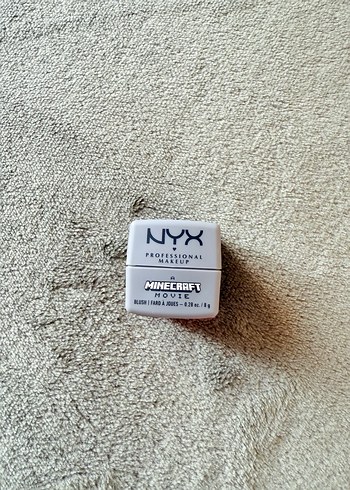 NYX
PROFESSIONAL
MAKEUP
A
MINECRAFT
MOVIE
BLUSH | FARD À JOUES – 0.28 oz. / 8 g